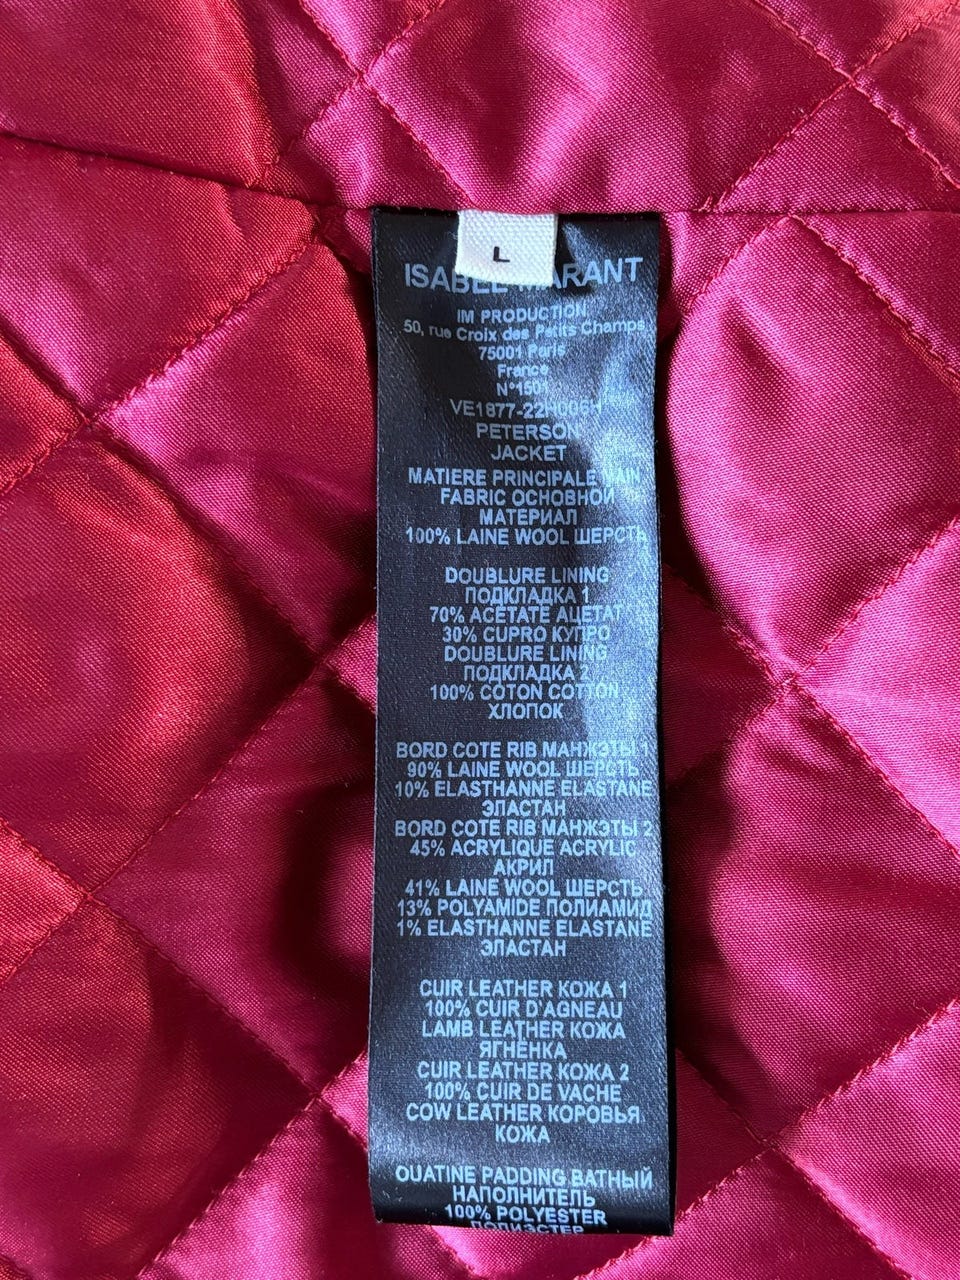 L
ISABEL MARANT
IM PRODUCTION
50, rue Croix des Petits Champs
75001 Paris
France
N°1501
VE1877-22H006H
PETERSON
JACKET
MATIERE PRINCIPALE MAIN
FABRIC ОСНОВНОЙ
МАТЕРИАЛ
100% LAINE WOOL ШЕРСТЬ
DOUBLURE LINING
ПОДКЛАДКА 1
70% ACÉTATE АЦЕТАТ
30% CUPRO КУПРО
DOUBLURE LINING
ПОДКЛАДКА 2
100% COTON COTTON
ХЛОПОК
BORD COTE RIB МАНЖЭТЫ 1
90% LAINE WOOL ШЕРСТЬ
10% ELASTHANNE ELASTANE
ЭЛАСТАН
BORD COTE RIB МАНЖЭТЫ 2
45% ACRYLIQUE ACRYLIC
АКРИЛ
41% LAINE WOOL ШЕРСТЬ
13% POLYAMIDE ПОЛИАМИД
1% ELASTHANNE ELASTANE
ЭЛАСТАН
CUIR LEATHER КОЖА 1
100% CUIR D'AGNEAU
LAMB LEATHER КОЖА
ЯГНЁНКА
CUIR LEATHER КОЖА 2
100% CUIR DE VACHE
COW LEATHER КОРОВЬЯ
КОЖА
OUATINE PADDING ВАТНЫЙ
НАПОЛНИТЕЛЬ
100% POLYESTER
ПОЛИЭСТЕР